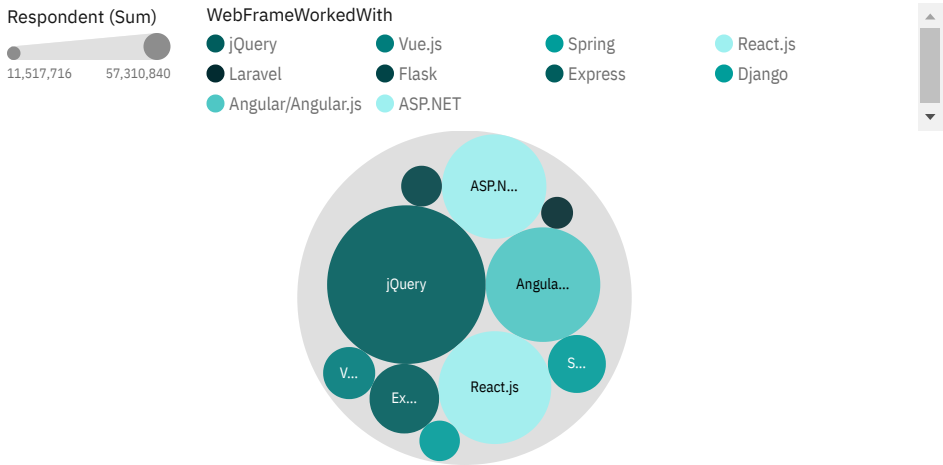 Respondent (Sum)
11,517,716 57,310,840
WebFrameWorkedWith
jQuery Vue.js Spring React.js
Laravel Flask Express Django
Angular/Angular.js ASP.NET
ASP.N...
jQuery
Angula...
V...
S...
Ex...
React.js